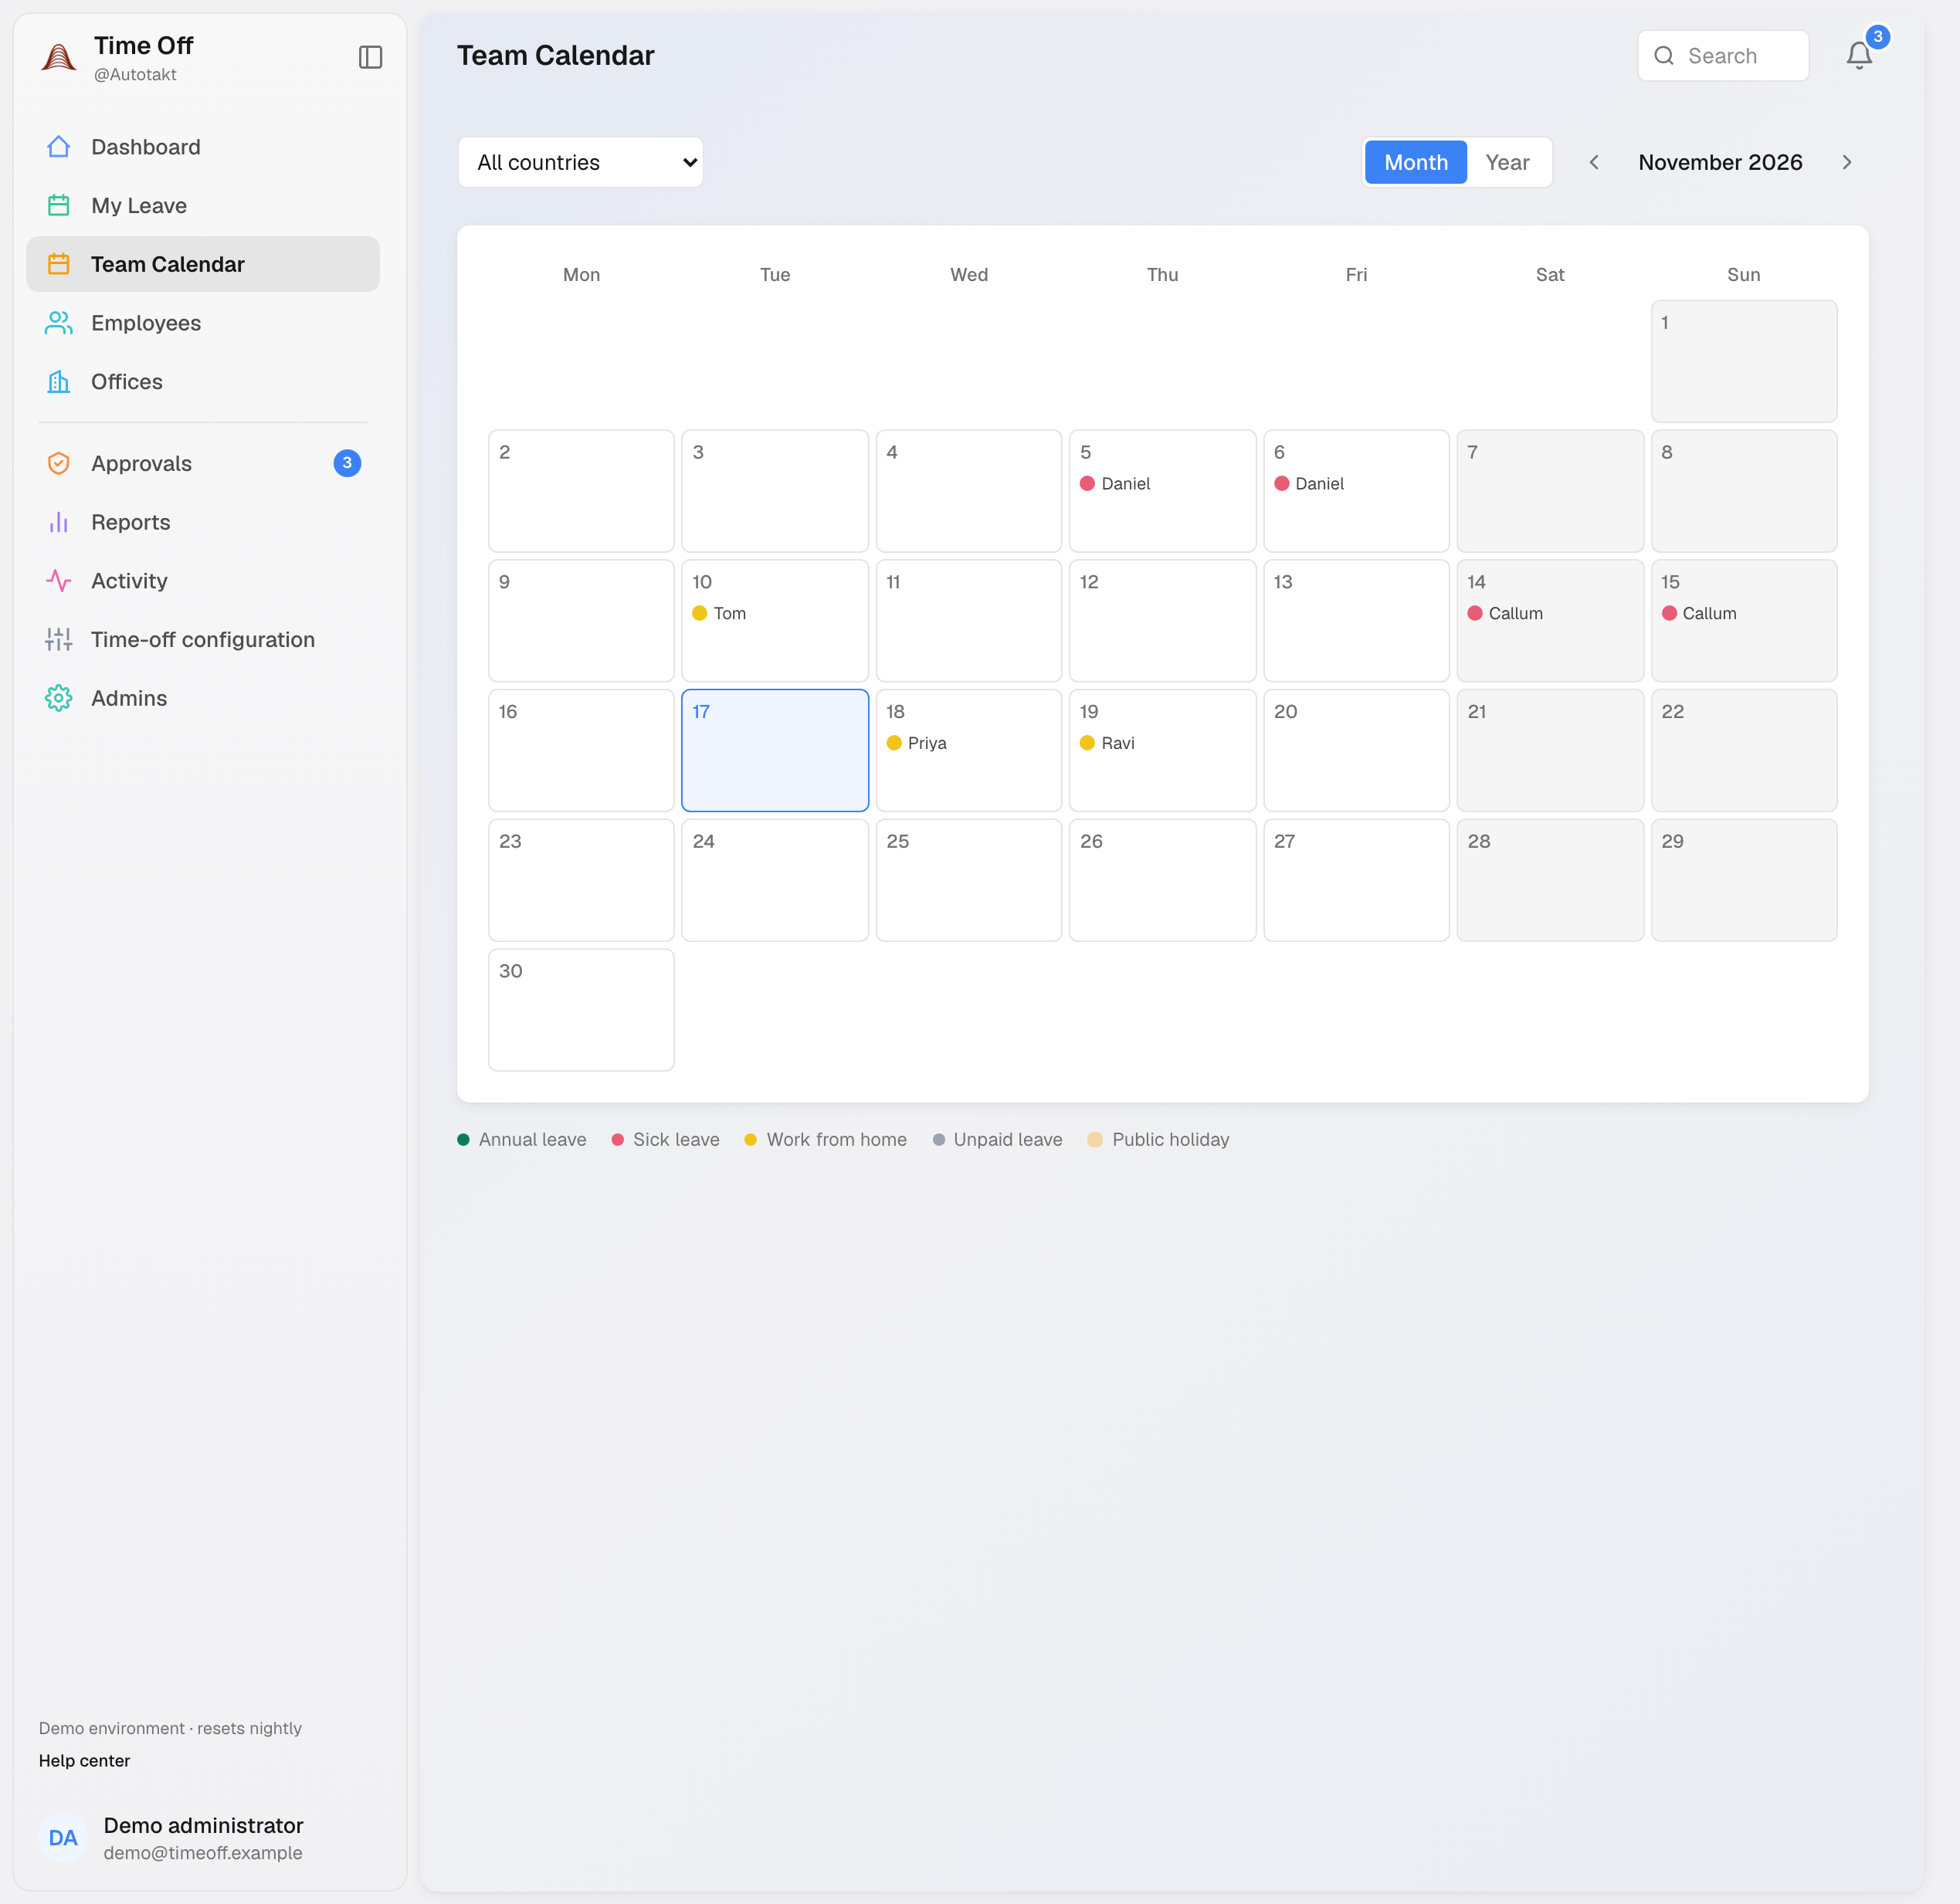 Time Off
@Autotakt
Dashboard
My Leave
Team Calendar
Employees
Offices
Approvals 3
Reports
Activity
Time-off configuration
Admins
Demo environment · resets nightly
Help center
DA
Demo administrator
demo@timeoff.example
Team Calendar
Search
3
All countries
Month Year
November 2026
Mon Tue Wed Thu Fri Sat Sun
1
2 3 4 5 6 7 8
Daniel Daniel
9 10 11 12 13 14 15
Tom Callum Callum
16 17 18 19 20 21 22
Priya Ravi
23 24 25 26 27 28 29
30
Annual leave Sick leave Work from home Unpaid leave Public holiday